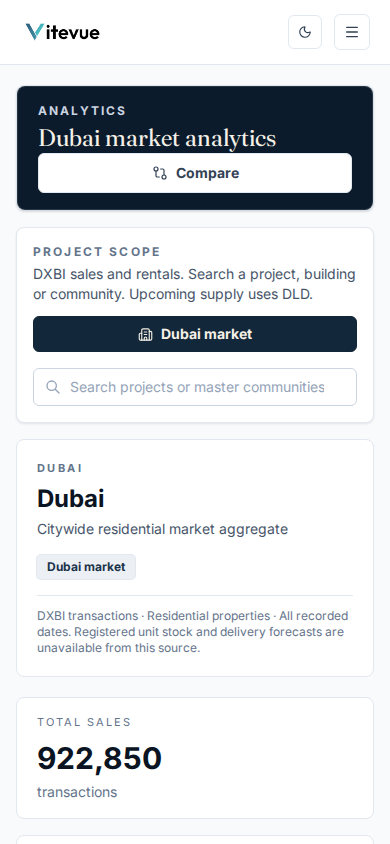 Vitevue
ANALYTICS
Dubai market analytics
Compare
PROJECT SCOPE
DXBI sales and rentals. Search a project, building
or community. Upcoming supply uses DLD.
Dubai market
Search projects or master communities
DUBAI
Dubai
Citywide residential market aggregate
Dubai market
DXBI transactions · Residential properties · All recorded
dates. Registered unit stock and delivery forecasts are
unavailable from this source.
TOTAL SALES
922,850
transactions